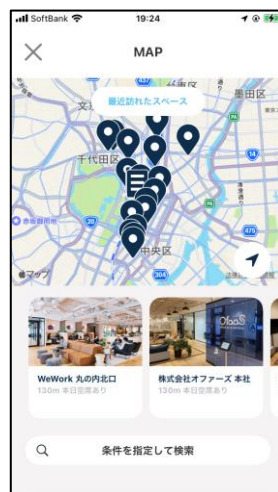 SoftBank 19:24
MAP
最近訪れたスペース
墨田区
千代田区
中央区
マップ
WeWork 丸の内北口
130m 本日空席あり
株式会社オファーズ 本社
130m 本日空席あり
条件を指定して検索